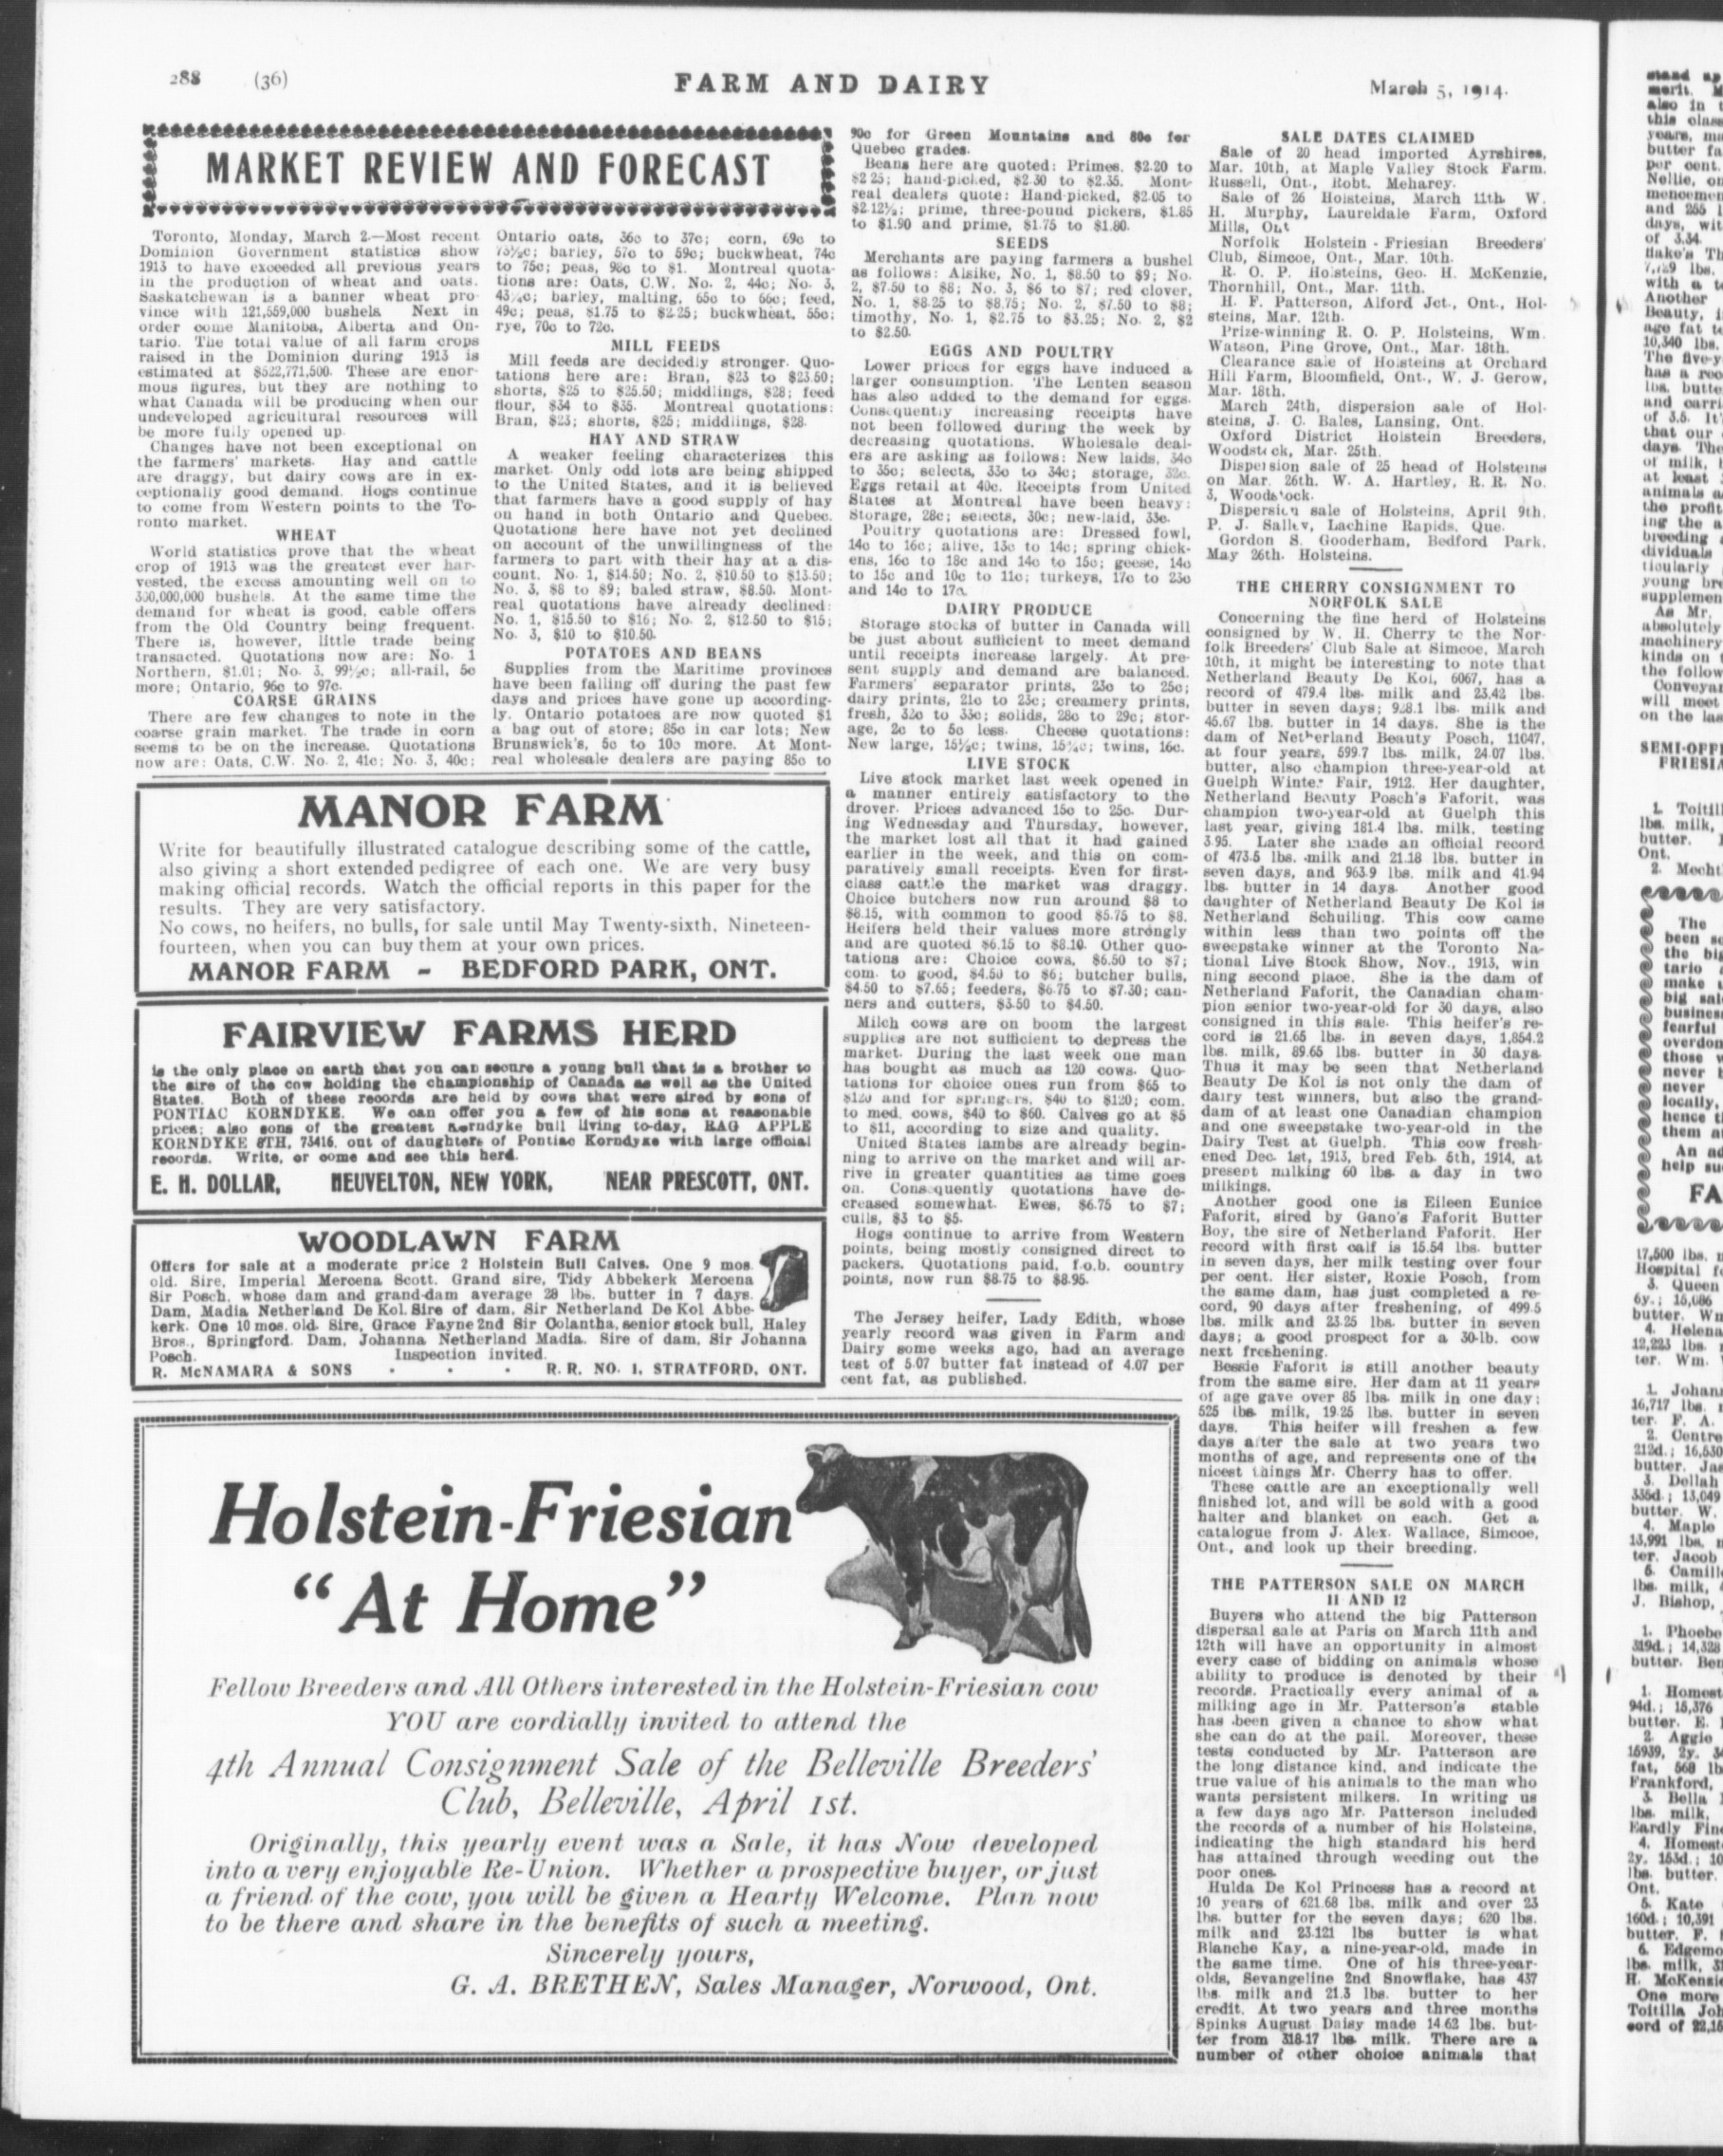 288 (36) FARM AND DAIRY March 5, 1914.
MARKET REVIEW AND FORECAST
Toronto, Monday, March 2.—Most recent
Dominion Government statistics show
1913 to have exceeded all previous years
in the production of wheat and oats.
Saskatchewan is a banner wheat pro
vince with 121,559,000 bushels. Next in
order come Manitoba, Alberta and On-
tario. The total value of all farm crops
raised in the Dominion during 1913 is
estimated at $522,771,500. These are enor-
mous figures, but they are nothing to
what Canada will be producing when our
undeveloped agricultural resources will
be more fully opened up.
Changes have not been exceptional on
the farmers' markets. Hay and cattle
are draggy, but dairy cows are in ex-
ceptionally good demand. Hogs continue
to come from Western points to the To-
ronto market.
WHEAT
World statistics prove that the wheat
crop of 1913 was the greatest ever har-
vested, the excess amounting well on to
300,000,000 bushels. At the same time the
demand for wheat is good, cable offers
from the Old Country being frequent.
There is, however, little trade being
transacted. Quotations now are: No. 1
Northern, $1.01; No. 3, 99½c; all-rail, 5c
more; Ontario, 96c to 97c.
COARSE GRAINS
There are few changes to note in the
coarse grain market. The trade in corn
seems to be on the increase. Quotations
now are: Oats, C.W. No. 2, 41c; No. 3, 40c;
Ontario oats, 36c to 37c; corn, 69c to
73½c; barley, 57c to 59c; buckwheat, 74c
to 75c; peas, 98c to $1. Montreal quota-
tions are: Oats, C.W. No. 2, 44c; No. 3,
43½c; barley, malting, 65c to 66c; feed,
49c; peas, $1.75 to $2.25; buckwheat, 55c;
rye, 70c to 72c.
MILL FEEDS
Mill feeds are decidedly stronger. Quo-
tations here are: Bran, $23 to $23.50;
shorts, $25 to $25.50; middlings, $28; feed
flour, $34 to $35. Montreal quotations:
Bran, $23; shorts, $25; middlings, $28.
HAY AND STRAW
A weaker feeling characterizes this
market. Only odd lots are being shipped
to the United States, and it is believed
that farmers have a good supply of hay
on hand in both Ontario and Quebec.
Quotations here have not yet declined
on account of the unwillingness of the
farmers to part with their hay at a dis-
count. No. 1, $14.50; No. 2, $10.50 to $13.50;
No. 3, $8 to $9; baled straw, $8.50. Mont-
real quotations have already declined:
No. 1, $15.50 to $16; No. 2, $12.50 to $15;
No. 3, $10 to $10.50.
POTATOES AND BEANS
Supplies from the Maritime provinces
have been falling off during the past few
days and prices have gone up according-
ly. Ontario potatoes are now quoted $1
a bag out of store; 85c in car lots; New
Brunswick's, 5c to 10c more. At Mont-
real wholesale dealers are paying 85c to
90c for Green Mountains and 80c for
Quebec grades.
Beans here are quoted: Primes, $2.20 to
$2.25; hand-picked, $2.30 to $2.35. Mont-
real dealers quote: Hand-picked, $2.05 to
$2.12½; prime, three-pound pickers, $1.85
to $1.90 and prime, $1.75 to $1.80.
SEEDS
Merchants are paying farmers a bushel
as follows: Alsike, No. 1, $8.50 to $9; No.
2, $7.50 to $8; No. 3, $6 to $7; red clover,
No. 1, $8.25 to $8.75; No. 2, $7.50 to $8;
timothy, No. 1, $2.75 to $3.25; No. 2, $2
to $2.50.
EGGS AND POULTRY
Lower prices for eggs have induced a
larger consumption. The Lenten season
has also added to the demand for eggs.
Consequently increasing receipts have
not been followed during the week by
decreasing quotations. Wholesale deal-
ers are asking as follows: New laids, 34c
to 35c; selects, 33c to 34c; storage, 32c.
Eggs retail at 40c. Receipts from United
States at Montreal have been heavy:
Storage, 28c; selects, 30c; new-laid, 33c.
Poultry quotations are: Dressed fowl,
14c to 16c; alive, 13c to 14c; spring chick-
ens, 16c to 18c and 14c to 15c; geese, 14c
to 15c and 10c to 11c; turkeys, 17c to 23c
and 14c to 17c.
DAIRY PRODUCE
Storage stocks of butter in Canada will
be just about sufficient to meet demand
until receipts increase largely. At pre-
sent supply and demand are balanced.
Farmers' separator prints, 23c to 25c;
dairy prints, 21c to 23c; creamery prints,
fresh, 32c to 33c; solids, 28c to 29c; stor-
age, 2c to 5c less. Cheese quotations:
New large, 15½c; twins, 15¾c; twins, 16c.
LIVE STOCK
Live stock market last week opened in
a manner entirely satisfactory to the
drover. Prices advanced 15c to 25c. Dur-
ing Wednesday and Thursday, however,
the market lost all that it had gained
earlier in the week, and this on com-
paratively small receipts. Even for first-
class cattle the market was draggy.
Choice butchers now run around $8 to
$8.15, with common to good $5.75 to $8.
Heifers held their values more strongly
and are quoted $6.15 to $8.10. Other quo-
tations are: Choice cows, $6.50 to $7;
com. to good, $4.50 to $6; butcher bulls,
$4.50 to $7.65; feeders, $6.75 to $7.30; can-
ners and cutters, $3.50 to $4.50.
Milch cows are on boom the largest
supplies are not sufficient to depress the
market. During the last week one man
has bought as much as 120 cows. Quo-
tations for choice ones run from $65 to
$120 and for springers, $40 to $120; com.
to med. cows, $40 to $60. Calves go at $5
to $11, according to size and quality.
United States lambs are already begin-
ning to arrive on the market and will ar-
rive in greater quantities as time goes
on. Consequently quotations have de-
creased somewhat. Ewes, $6.75 to $7;
culls, $3 to $5.
Hogs continue to arrive from Western
points, being mostly consigned direct to
packers. Quotations paid, f.o.b. country
points, now run $8.75 to $8.95.
The Jersey heifer, Lady Edith, whose
yearly record was given in Farm and
Dairy some weeks ago, had an average
test of 5.07 butter fat instead of 4.07 per
cent fat, as published.
SALE DATES CLAIMED
Sale of 20 head imported Ayrshires,
Mar. 10th, at Maple Valley Stock Farm.
Russell, Ont., Robt. Meharey.
Sale of 26 Holsteins, March 11th. W.
H. Murphy, Laureldale Farm, Oxford
Mills, Ont.
Norfolk Holstein - Friesian Breeders'
Club, Simcoe, Ont., Mar. 10th.
R. O. P. Holsteins, Geo. H. McKenzie,
Thornhill, Ont., Mar. 11th.
H. F. Patterson, Alford Jct., Ont., Hol-
steins, Mar. 12th.
Prize-winning R. O. P. Holsteins, Wm.
Watson, Pine Grove, Ont., Mar. 18th.
Clearance sale of Holsteins at Orchard
Hill Farm, Bloomfield, Ont., W. J. Gerow,
Mar. 18th.
March 24th, dispersion sale of Hol-
steins, J. C. Bales, Lansing, Ont.
Oxford District Holstein Breeders,
Woodstock, Mar. 25th.
Dispersion sale of 25 head of Holsteins
on Mar. 26th. W. A. Hartley, R. R. No.
3, Woodstock.
Dispersion sale of Holsteins, April 9th.
P. J. Salley, Lachine Rapids, Que.
Gordon S. Gooderham, Bedford Park,
May 26th. Holsteins.
THE CHERRY CONSIGNMENT TO
NORFOLK SALE
Concerning the fine herd of Holsteins
consigned by W. H. Cherry to the Nor-
folk Breeders' Club Sale at Simcoe, March
10th, it might be interesting to note that
Netherland Beauty De Kol, 6067, has a
record of 479.4 lbs. milk and 23.42 lbs.
butter in seven days; 928.1 lbs. milk and
45.67 lbs. butter in 14 days. She is the
dam of Netherland Beauty Posch, 11047,
at four years, 599.7 lbs. milk, 24.07 lbs.
butter, also champion three-year-old at
Guelph Winter Fair, 1912. Her daughter,
Netherland Beauty Posch's Faforit, was
champion two-year-old at Guelph this
last year, giving 181.4 lbs. milk, testing
3.95. Later she made an official record
of 473.5 lbs. milk and 21.18 lbs. butter in
seven days, and 963.9 lbs. milk and 41.94
lbs. butter in 14 days. Another good
daughter of Netherland Beauty De Kol is
Netherland Schuiling. This cow came
within less than two points off the
sweepstake winner at the Toronto Na-
tional Live Stock Show, Nov., 1913, win
ning second place. She is the dam of
Netherland Faforit, the Canadian cham-
pion senior two-year-old for 30 days, also
consigned in this sale. This heifer's re-
cord is 21.65 lbs. in seven days, 1,854.2
lbs. milk, 89.65 lbs. butter in 30 days.
Thus it may be seen that Netherland
Beauty De Kol is not only the dam of
dairy test winners, but also the grand-
dam of at least one Canadian champion
and one sweepstake two-year-old in the
Dairy Test at Guelph. This cow fresh-
ened Dec. 1st, 1913, bred Feb. 6th, 1914, at
present milking 60 lbs. a day in two
milkings.
Another good one is Eileen Eunice
Faforit, sired by Gano's Faforit Butter
Boy, the sire of Netherland Faforit. Her
record with first calf is 15.54 lbs. butter
in seven days, her milk testing over four
per cent. Her sister, Roxie Posch, from
the same dam, has just completed a re-
cord, 90 days after freshening, of 499.5
lbs. milk and 23.25 lbs. butter in seven
days; a good prospect for a 30-lb. cow
next freshening.
Bessie Faforit is still another beauty
from the same sire. Her dam at 11 years
of age gave over 85 lbs. milk in one day;
525 lbs. milk, 19.25 lbs. butter in seven
days. This heifer will freshen a few
days after the sale at two years two
months of age, and represents one of the
nicest things Mr. Cherry has to offer.
These cattle are an exceptionally well
finished lot, and will be sold with a good
halter and blanket on each. Get a
catalogue from J. Alex. Wallace, Simcoe,
Ont., and look up their breeding.
THE PATTERSON SALE ON MARCH
11 AND 12
Buyers who attend the big Patterson
dispersal sale at Paris on March 11th and
12th will have an opportunity in almost
every case of bidding on animals whose
ability to produce is denoted by their
records. Practically every animal of a
milking age in Mr. Patterson's stable
has been given a chance to show what
she can do at the pail. Moreover, these
tests conducted by Mr. Patterson are
the long distance kind, and indicate the
true value of his animals to the man who
wants persistent milkers. In writing us
a few days ago Mr. Patterson included
the records of a number of his Holsteins,
indicating the high standard his herd
has attained through weeding out the
poor ones.
Hulda De Kol Princess has a record at
10 years of 621.68 lbs. milk and over 23
lbs. butter for the seven days; 620 lbs.
milk and 23.121 lbs butter is what
Blanche Kay, a nine-year-old, made in
the same time. One of his three-year-
olds, Sevangeline 2nd Snowflake, has 437
lbs. milk and 21.3 lbs. butter to her
credit. At two years and three months
Spinks August Daisy made 14.62 lbs. but-
ter from 318.17 lbs. milk. There are a
number of other choice animals that
MANOR FARM
Write for beautifully illustrated catalogue describing some of the cattle,
also giving a short extended pedigree of each one. We are very busy
making official records. Watch the official reports in this paper for the
results. They are very satisfactory.
No cows, no heifers, no bulls, for sale until May Twenty-sixth, Nineteen-
fourteen, when you can buy them at your own prices.
MANOR FARM - BEDFORD PARK, ONT.
FAIRVIEW FARMS HERD
is the only place on earth that you can secure a young bull that is a brother to
the sire of the cow holding the championship of Canada as well as the United
States. Both of these records are held by cows that were sired by sons of
PONTIAC KORNDYKE. We can offer you a few of his sons at reasonable
prices; also sons of the greatest Korndyke bull living to-day, RAG APPLE
KORNDYKE 8TH, 73416, out of daughters of Pontiac Korndyke with large official
records. Write, or come and see this herd.
E. H. DOLLAR, HEUVELTON, NEW YORK, NEAR PRESCOTT, ONT.
WOODLAWN FARM
Offers for sale at a moderate price 2 Holstein Bull Calves. One 9 mos.
old. Sire, Imperial Mercena Scott. Grand sire, Tidy Abbekerk Mercena
Sir Posch, whose dam and grand-dam average 28 lbs. butter in 7 days.
Dam, Madia Netherland De Kol. Sire of dam, Sir Netherland De Kol Abbe-
kerk. One 10 mos. old. Sire, Grace Fayne 2nd Sir Colantha, senior stock bull, Haley
Bros., Springford. Dam, Johanna Netherland Madia. Sire of dam, Sir Johanna
Posch. Inspection invited.
R. McNAMARA & SONS - - - R. R. NO. 1, STRATFORD, ONT.
Holstein-Friesian
"At Home"
Fellow Breeders and All Others interested in the Holstein-Friesian cow
YOU are cordially invited to attend the
4th Annual Consignment Sale of the Belleville Breeders'
Club, Belleville, April 1st.
Originally, this yearly event was a Sale, it has Now developed
into a very enjoyable Re-Union. Whether a prospective buyer, or just
a friend of the cow, you will be given a Hearty Welcome. Plan now
to be there and share in the benefits of such a meeting.
Sincerely yours,
G. A. BRETHEN, Sales Manager, Norwood, Ont.